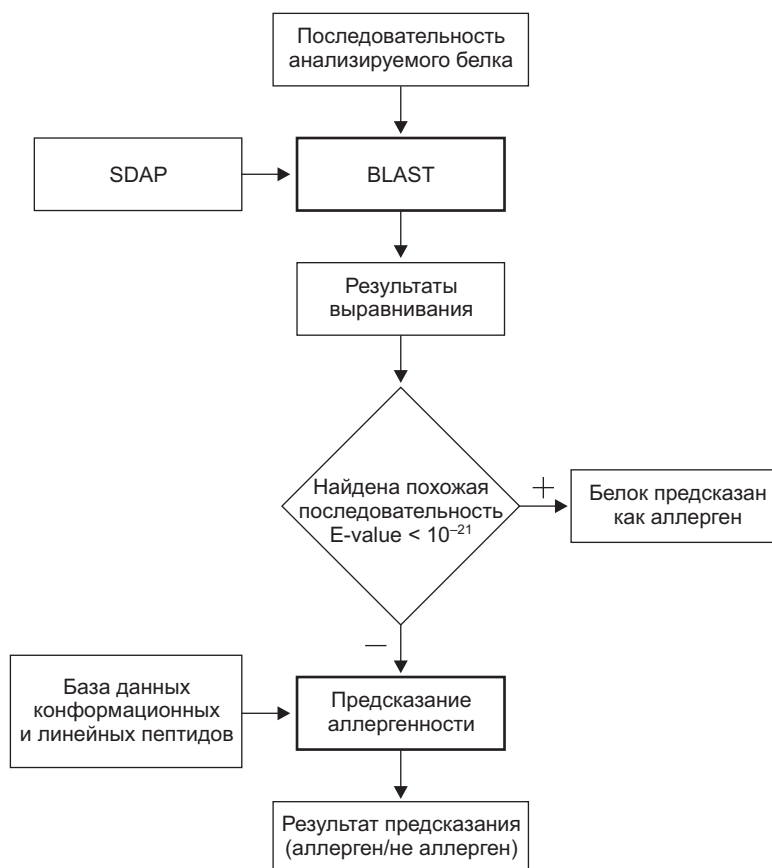 Последовательность
анализируемого белка
SDAP
BLAST
Результаты
выравнивания
Найдена похожая
последовательность
E-value < 10⁻²¹
+
Белок предсказан
как аллерген
—
База данных
конформационных
и линейных пептидов
Предсказание
аллергенности
Результат предсказания
(аллерген/не аллерген)